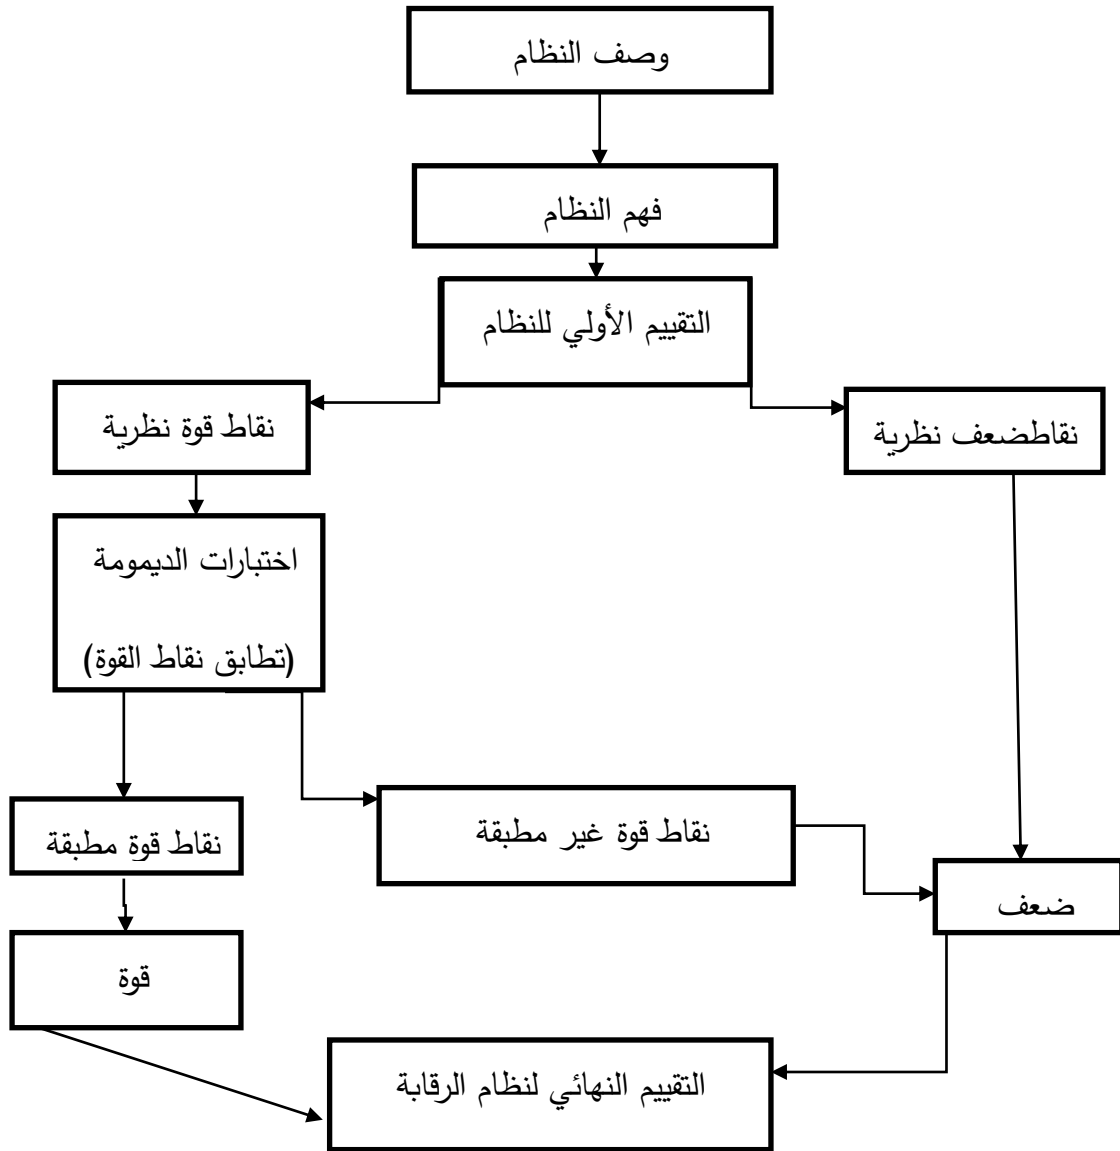 وصف النظام
فهم النظام
التقييم الأولي للنظام
نقاط قوة نظرية
نقاطضعف نظرية
اختبارات الديمومة
(تطابق نقاط القوة)
نقاط قوة مطبقة
نقاط قوة غير مطبقة
ضعف
قوة
التقييم النهائي لنظام الرقابة